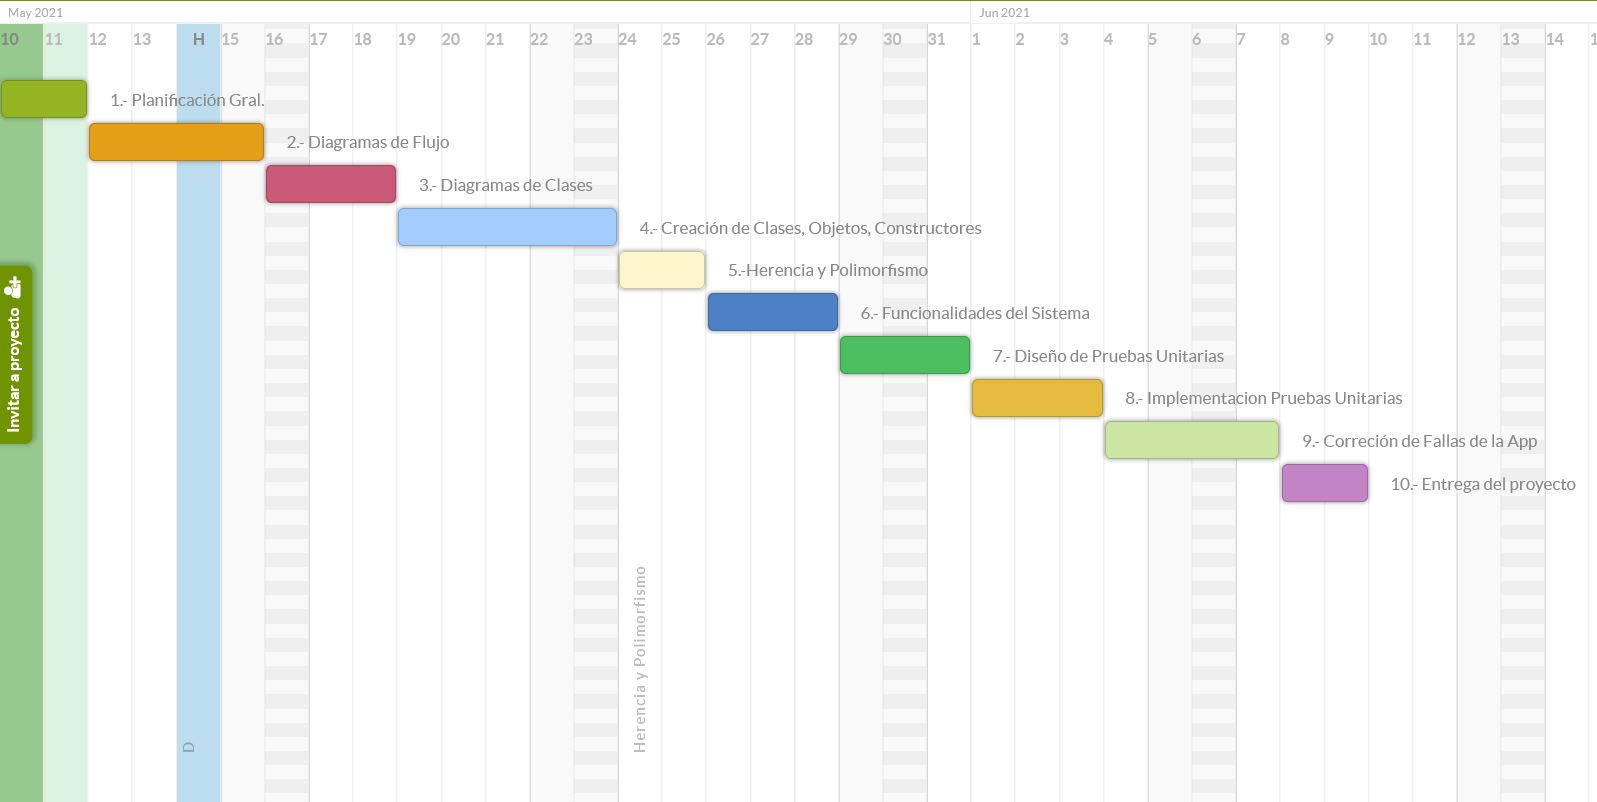 May 2021
Jun 2021
10 11 12 13 H 15 16 17 18 19 20 21 22 23 24 25 26 27 28 29 30 31 1 2 3 4 5 6 7 8 9 10 11 12 13 14
1.- Planificación Gral.
2.- Diagramas de Flujo
3.- Diagramas de Clases
4.- Creación de Clases, Objetos, Constructores
5.-Herencia y Polimorfismo
6.- Funcionalidades del Sistema
7.- Diseño de Pruebas Unitarias
8.- Implementacion Pruebas Unitarias
9.- Correción de Fallas de la App
10.- Entrega del proyecto
Invitar a proyecto
D
Herencia y Polimorfismo